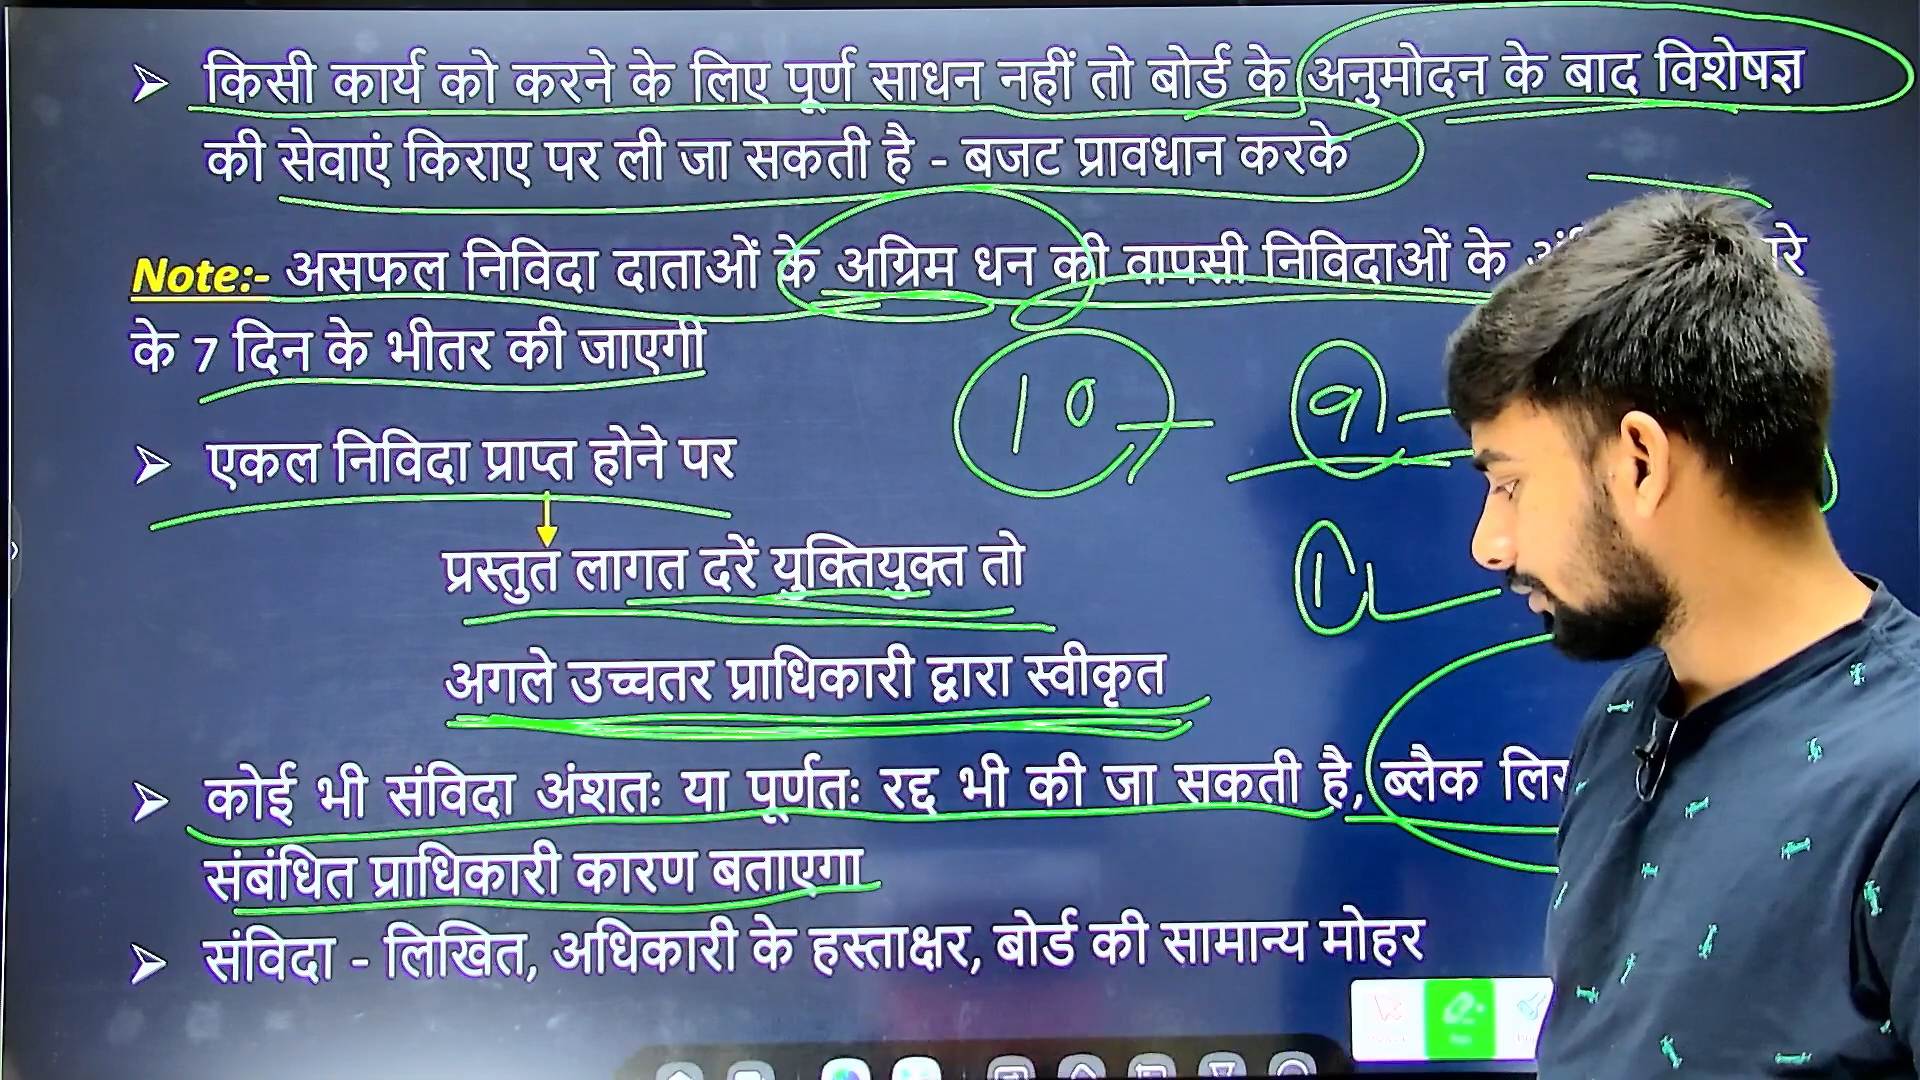 ➢ किसी कार्य को करने के लिए पूर्ण साधन नहीं तो बोर्ड के अनुमोदन के बाद विशेषज्ञ
की सेवाएं किराए पर ली जा सकती है - बजट प्रावधान करके
Note:- असफल निविदा दाताओं के अग्रिम धन की वापसी निविदाओं के
के 7 दिन के भीतर की जाएगी
10 9
➢ एकल निविदा प्राप्त होने पर
प्रस्तुत लागत दरें युक्तियुक्त तो
1
अगले उच्चतर प्राधिकारी द्वारा स्वीकृत
➢ कोई भी संविदा अंशतः या पूर्णतः रद्द भी की जा सकती है, ब्लैक
संबंधित प्राधिकारी कारण बताएगा
➢ संविदा - लिखित, अधिकारी के हस्ताक्षर, बोर्ड की सामान्य मोहर